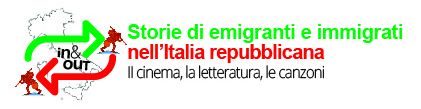 in&
OUT
Storie di emigranti e immigrati
nell'Italia repubblicana
Il cinema, la letteratura, le canzoni